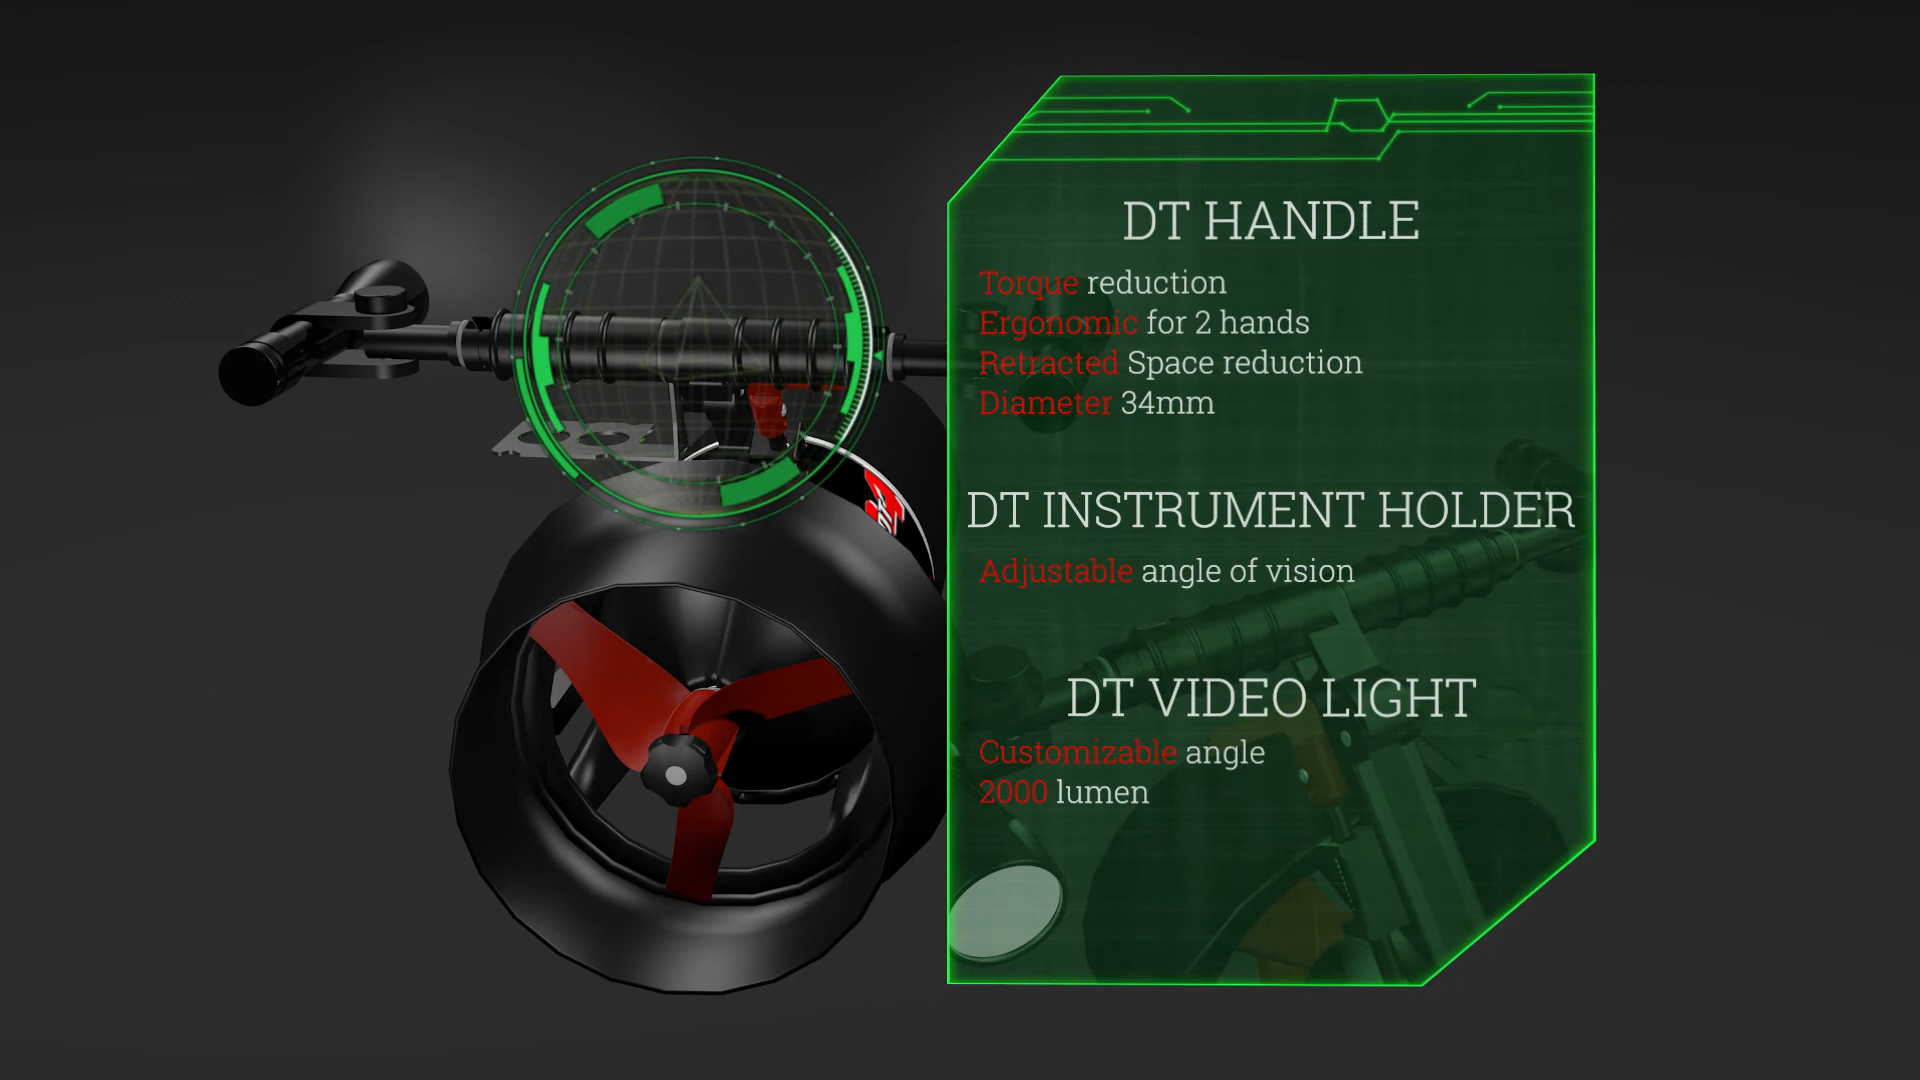 DT HANDLE
Torque reduction
Ergonomic for 2 hands
Retracted Space reduction
Diameter 34mm
DT INSTRUMENT HOLDER
Adjustable angle of vision
DT VIDEO LIGHT
Customizable angle
2000 lumen